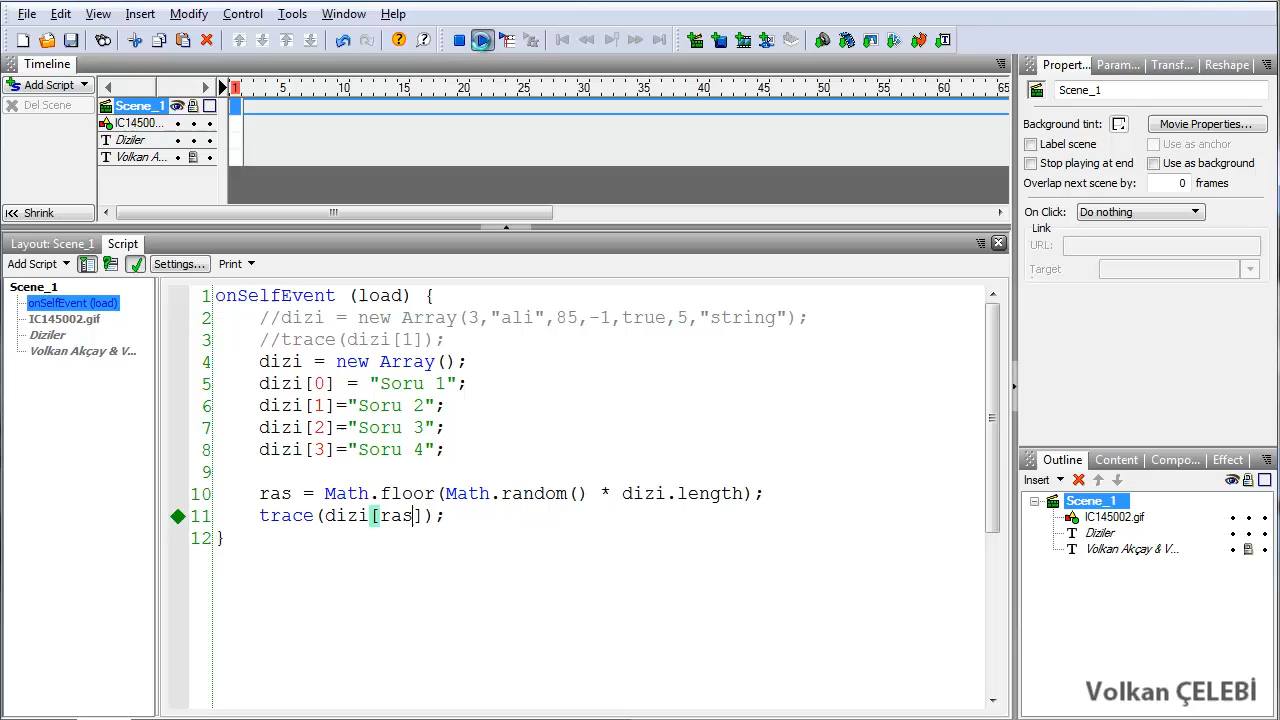 File Edit View Insert Modify Control Tools Window Help
Timeline
Add Script
Del Scene
1 5 10 15 20 25 30 35 40 45 50 55 60 65
Scene_1
IC14500...
Diziler
Volkan A...
Shrink
Layout: Scene_1 Script
Add Script Settings... Print
Scene_1
onSelfEvent (load)
IC145002.gif
Diziler
Volkan Akçay & V...
1 onSelfEvent (load) {
2 //dizi = new Array(3,"ali",85,-1,true,5,"string");
3 //trace(dizi[1]);
4 dizi = new Array();
5 dizi[0] = "Soru 1";
6 dizi[1]="Soru 2";
7 dizi[2]="Soru 3";
8 dizi[3]="Soru 4";
9
10 ras = Math.floor(Math.random() * dizi.length);
11 trace(dizi[ras]);
12 }
Propert... Param... Transf... Reshape
Scene_1
Background tint: Movie Properties...
Label scene Use as anchor
Stop playing at end Use as background
Overlap next scene by: 0 frames
On Click: Do nothing
Link
URL:
Target
Outline Content Compo... Effect
Insert
Scene_1
IC145002.gif
Diziler
Volkan Akçay & V...
Volkan ÇELEBİ